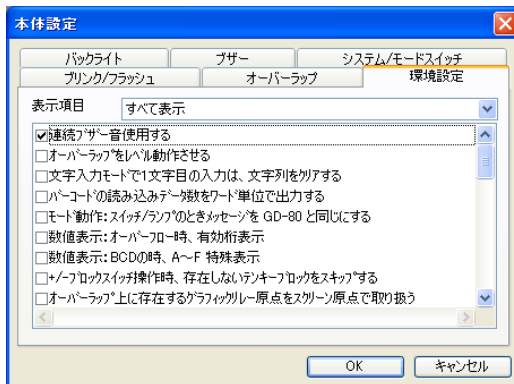 本体設定
バックライト ブザー システム/モードスイッチ
ブリンク/フラッシュ オーバーラップ 環境設定
表示項目 すべて表示
連続ﾌﾞｻﾞｰ音使用する
ｵｰﾊﾞｰﾗｯﾌﾟをﾚﾍﾞﾙ動作させる
文字入力ﾓｰﾄﾞで1文字目の入力は、文字列をｸﾘｱする
ﾊﾞｰｺｰﾄﾞの読み込みﾃﾞｰﾀ数をﾜｰﾄﾞ単位で出力する
ﾓｰﾄﾞ動作:ｽｲｯﾁ/ﾗﾝﾌﾟのときﾒｯｾｰｼﾞを GD-80 と同じにする
数値表示:ｵｰﾊﾞｰﾌﾛｰ時、有効桁表示
数値表示:BCDの時、A～F 特殊表示
+/-ﾌﾞﾛｯｸｽｲｯﾁ操作時、存在しないﾃﾝｷｰﾌﾞﾛｯｸをｽｷｯﾌﾟする
ｵｰﾊﾞｰﾗｯﾌﾟ上に存在するｸﾞﾗﾌｨｯｸﾘﾚｰ原点をｽｸﾘｰﾝ原点で取り扱う
OK キャンセル